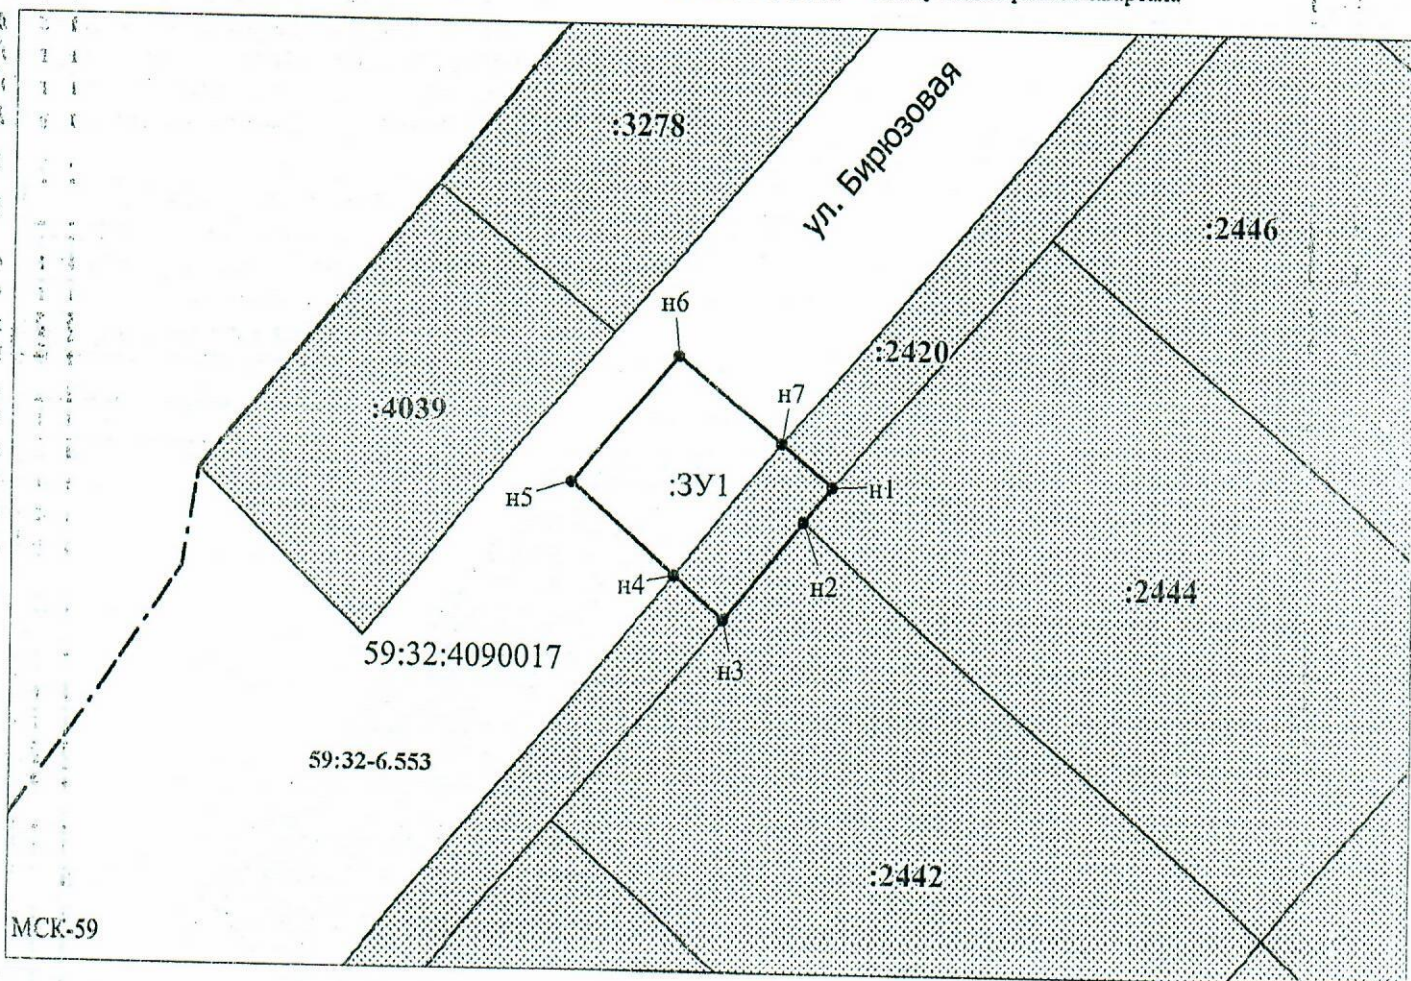 :3278
ул. Бирюзовая
:2446
н6
:2420
н7
:4039
:ЗУ1
н1
н5
н4
н2
:2444
н3
59:32:4090017
59:32-6.553
:2442
МСК-59